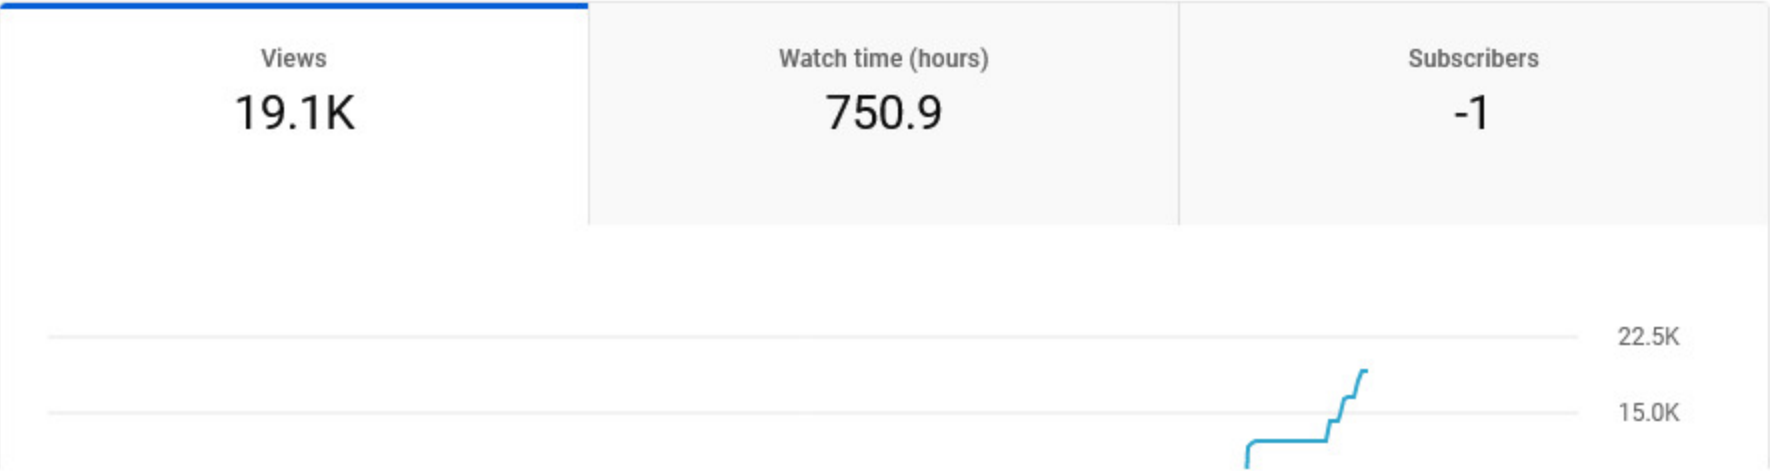 Views
Watch time (hours)
Subscribers
19.1K
750.9
-1
22.5K
15.0K